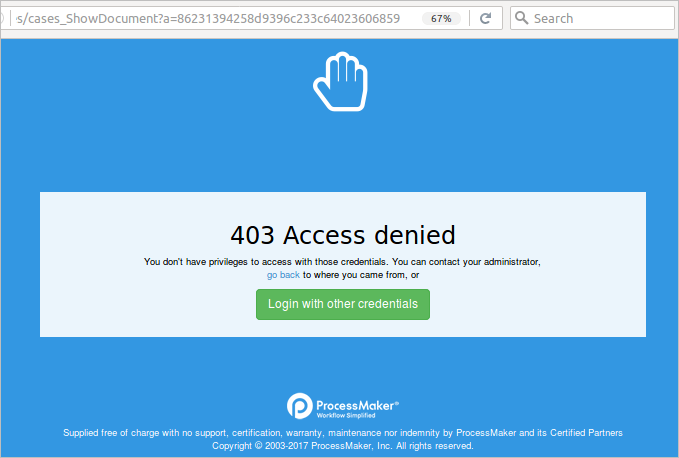 s/cases_ShowDocument?a=86231394258d9396c233c64023606859 67% Search
403 Access denied
You don't have privileges to access with those credentials. You can contact your administrator,
go back to where you came from, or
Login with other credentials
ProcessMaker®
Workflow Simplified
Supplied free of charge with no support, certification, warranty, maintenance nor indemnity by ProcessMaker and its Certified Partners
Copyright © 2003-2017 ProcessMaker, Inc. All rights reserved.